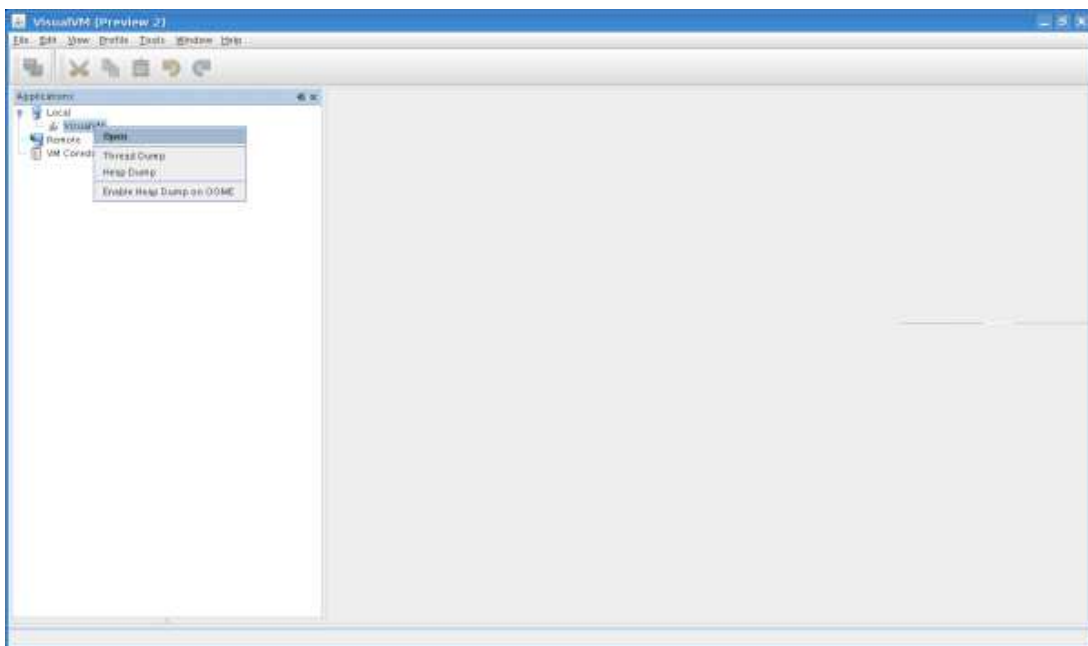 VisualVM (Preview 2)
File Edit View Profile Tools Window Help
Applications
Local
VisualVM
Remote
VM Cored
Open
Thread Dump
Heap Dump
Enable Heap Dump on OOME